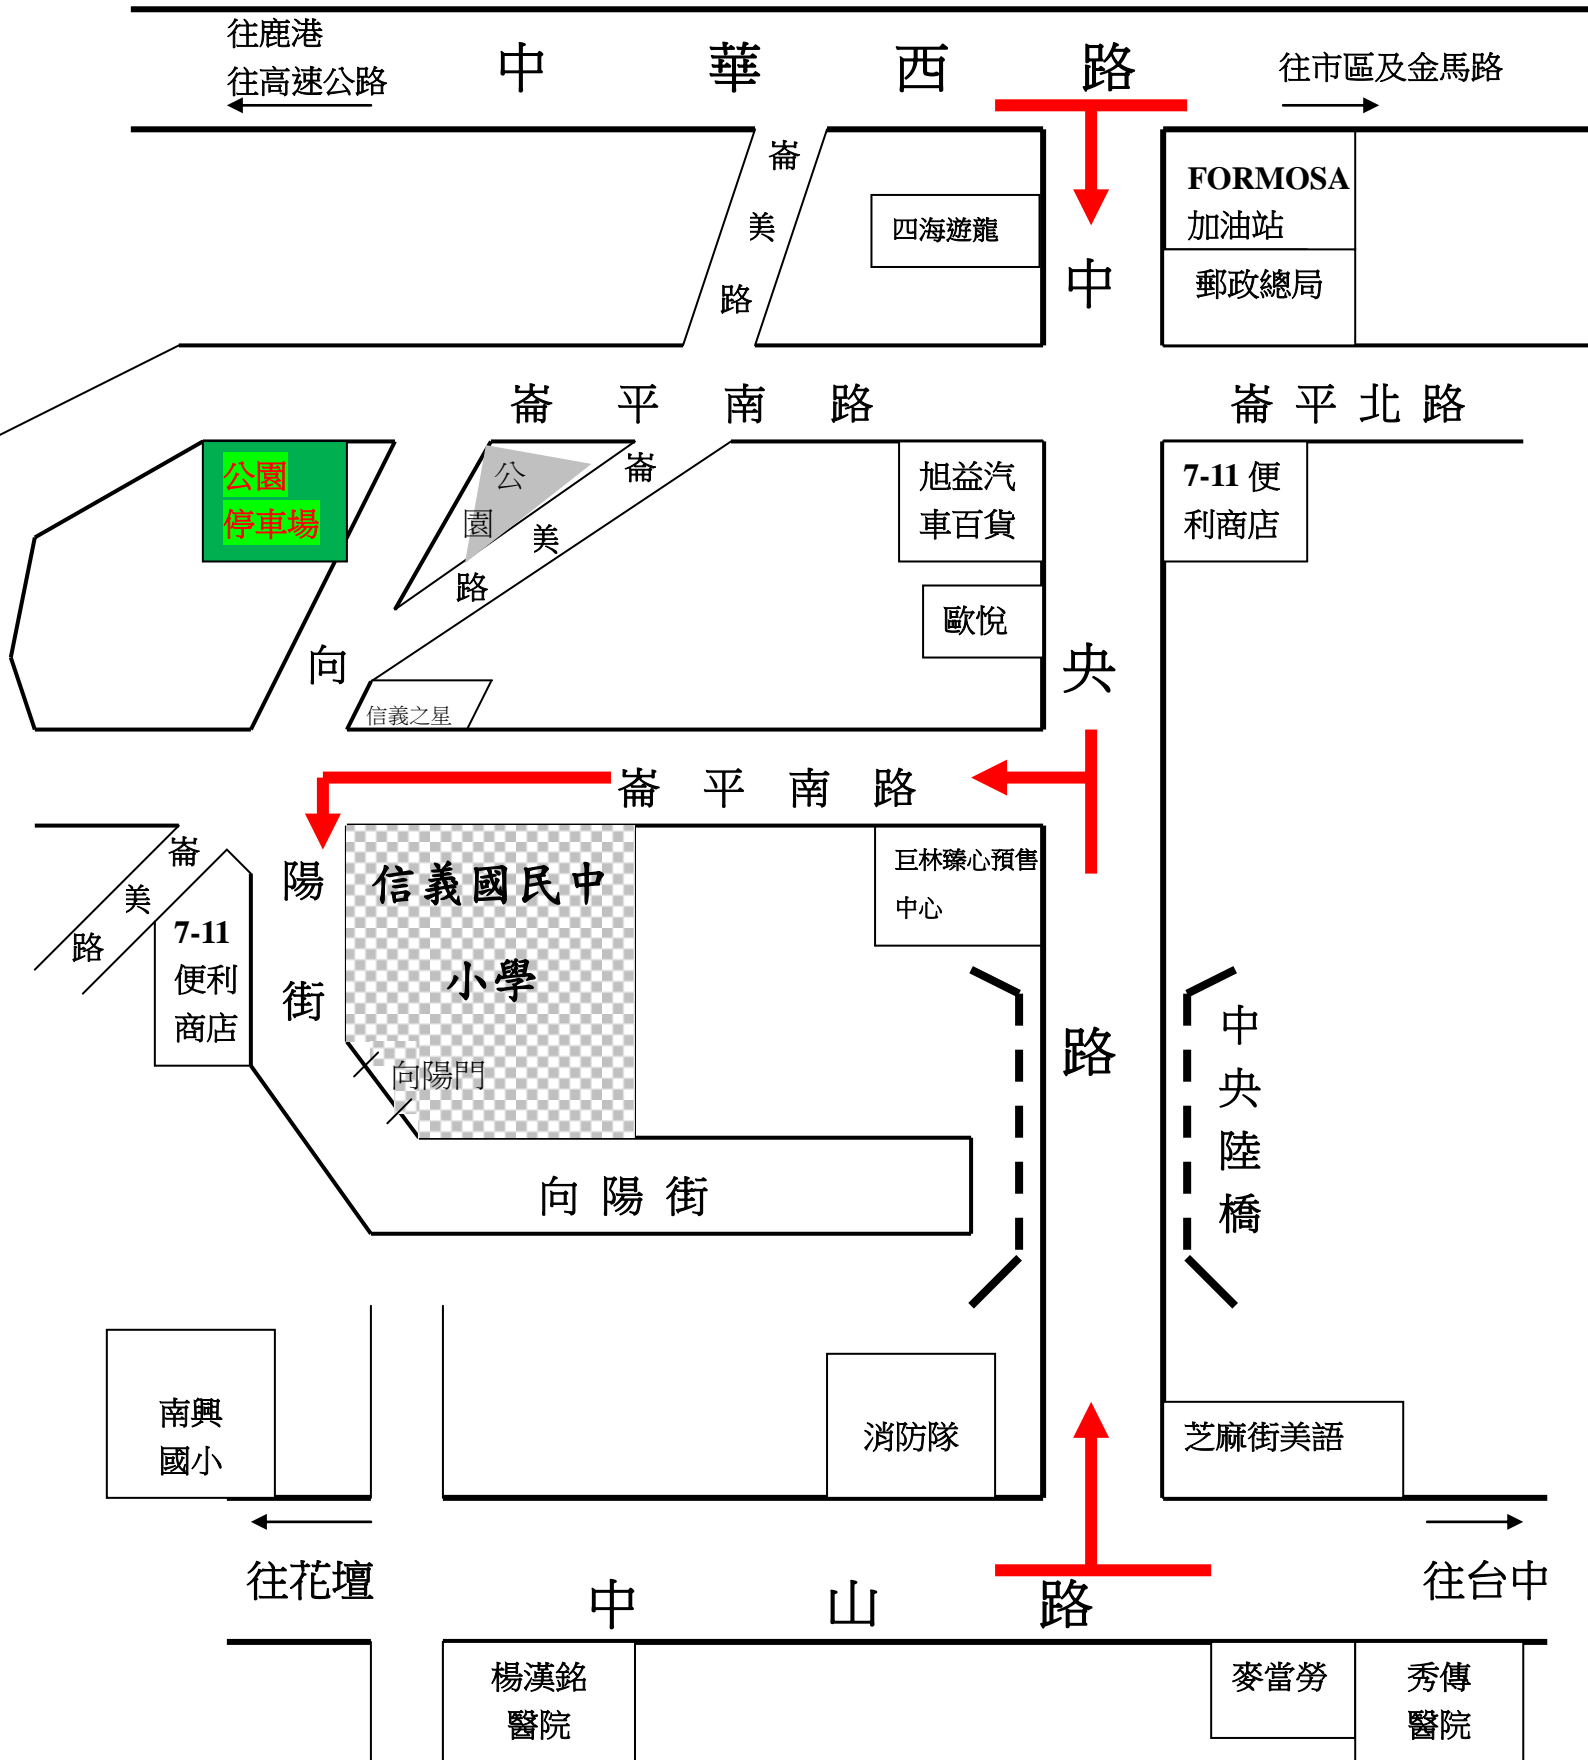 往鹿港
往高速公路
中華西路
往市區及金馬路
崙美路
四海遊龍
FORMOSA
加油站
郵政總局
中央路
崙平南路
崙平北路
公園
停車場
公園
崙美路
旭益汽
車百貨
7-11 便
利商店
歐悅
向陽街
信義之星
崙平南路
崙美路
7-11
便利
商店
信義國民中
小學
向陽門
巨林臻心預售
中心
中央陸橋
向陽街
南興
國小
消防隊
芝麻街美語
往花壇
中山路
往台中
楊漢銘
醫院
麥當勞
秀傳
醫院